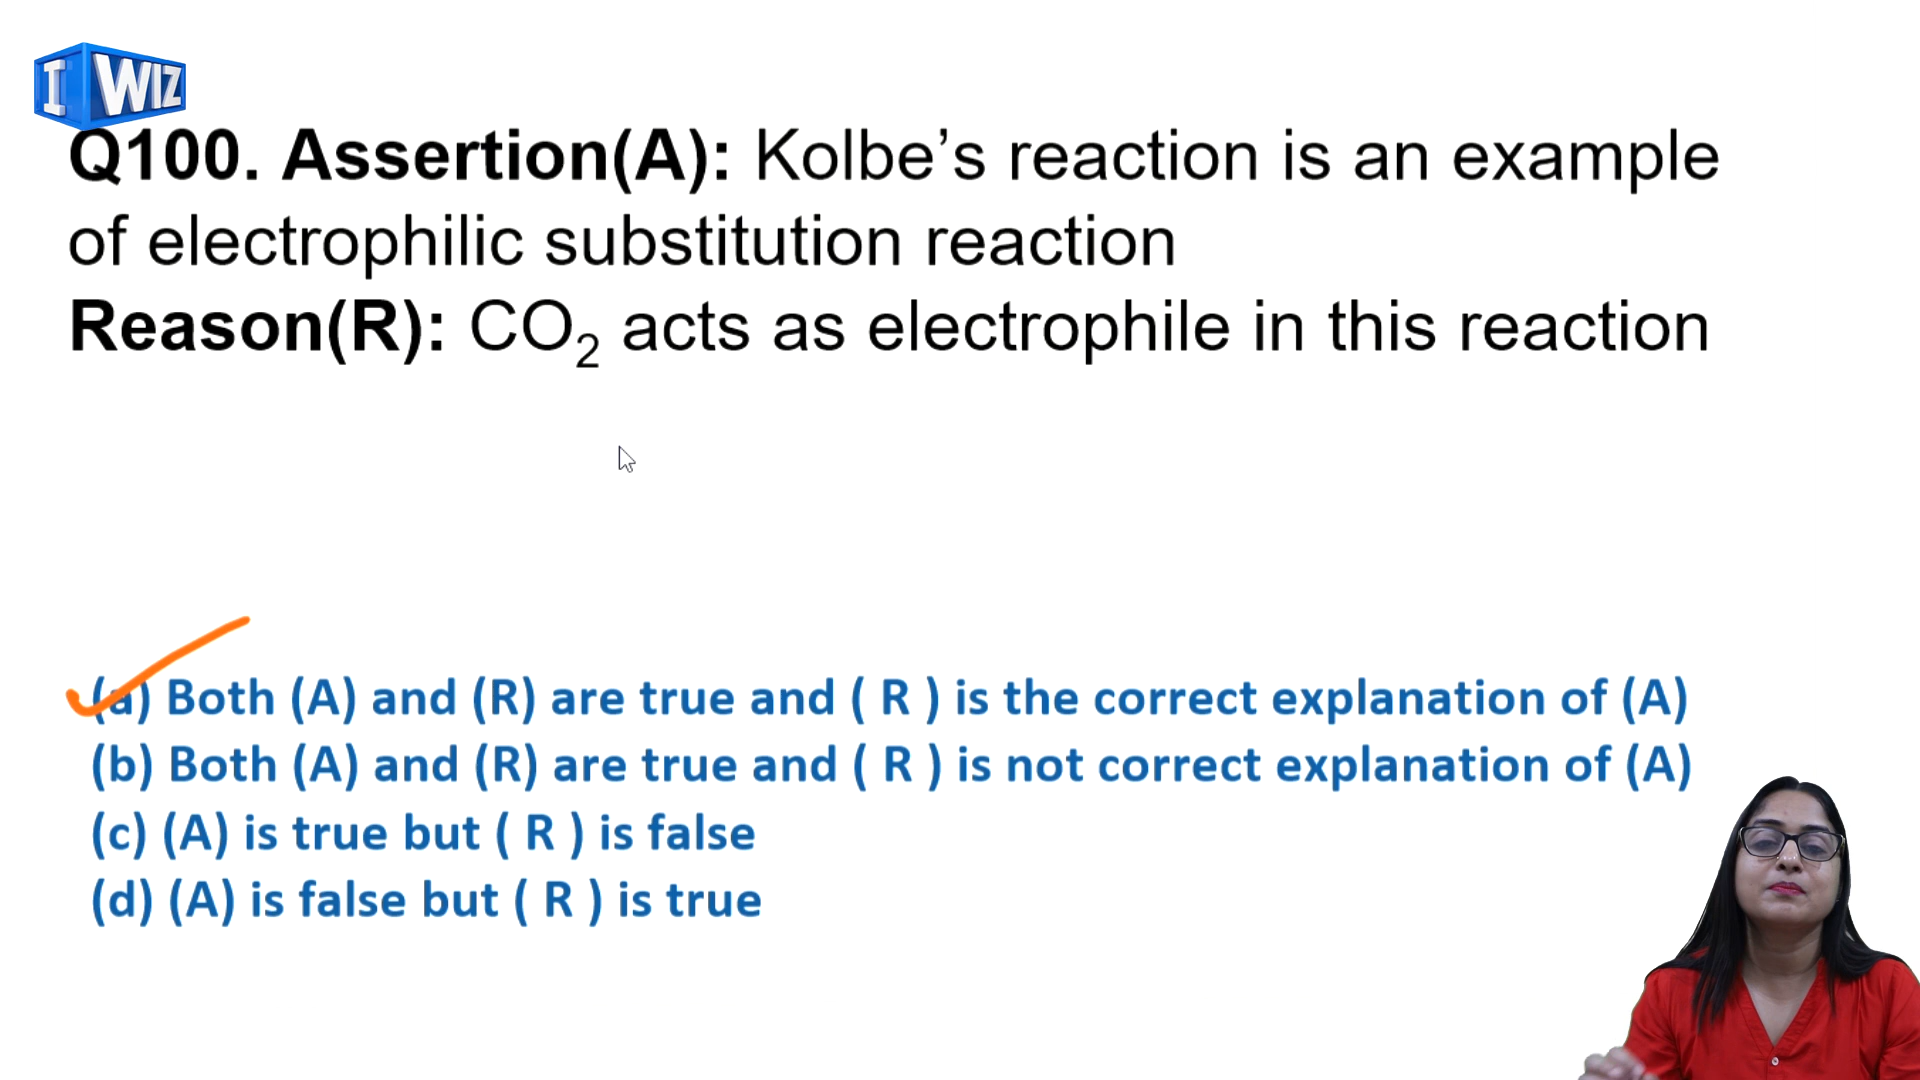 I WIZ
Q100. Assertion(A): Kolbe’s reaction is an example
of electrophilic substitution reaction
Reason(R): CO₂ acts as electrophile in this reaction
(a) Both (A) and (R) are true and ( R ) is the correct explanation of (A)
(b) Both (A) and (R) are true and ( R ) is not correct explanation of (A)
(c) (A) is true but ( R ) is false
(d) (A) is false but ( R ) is true